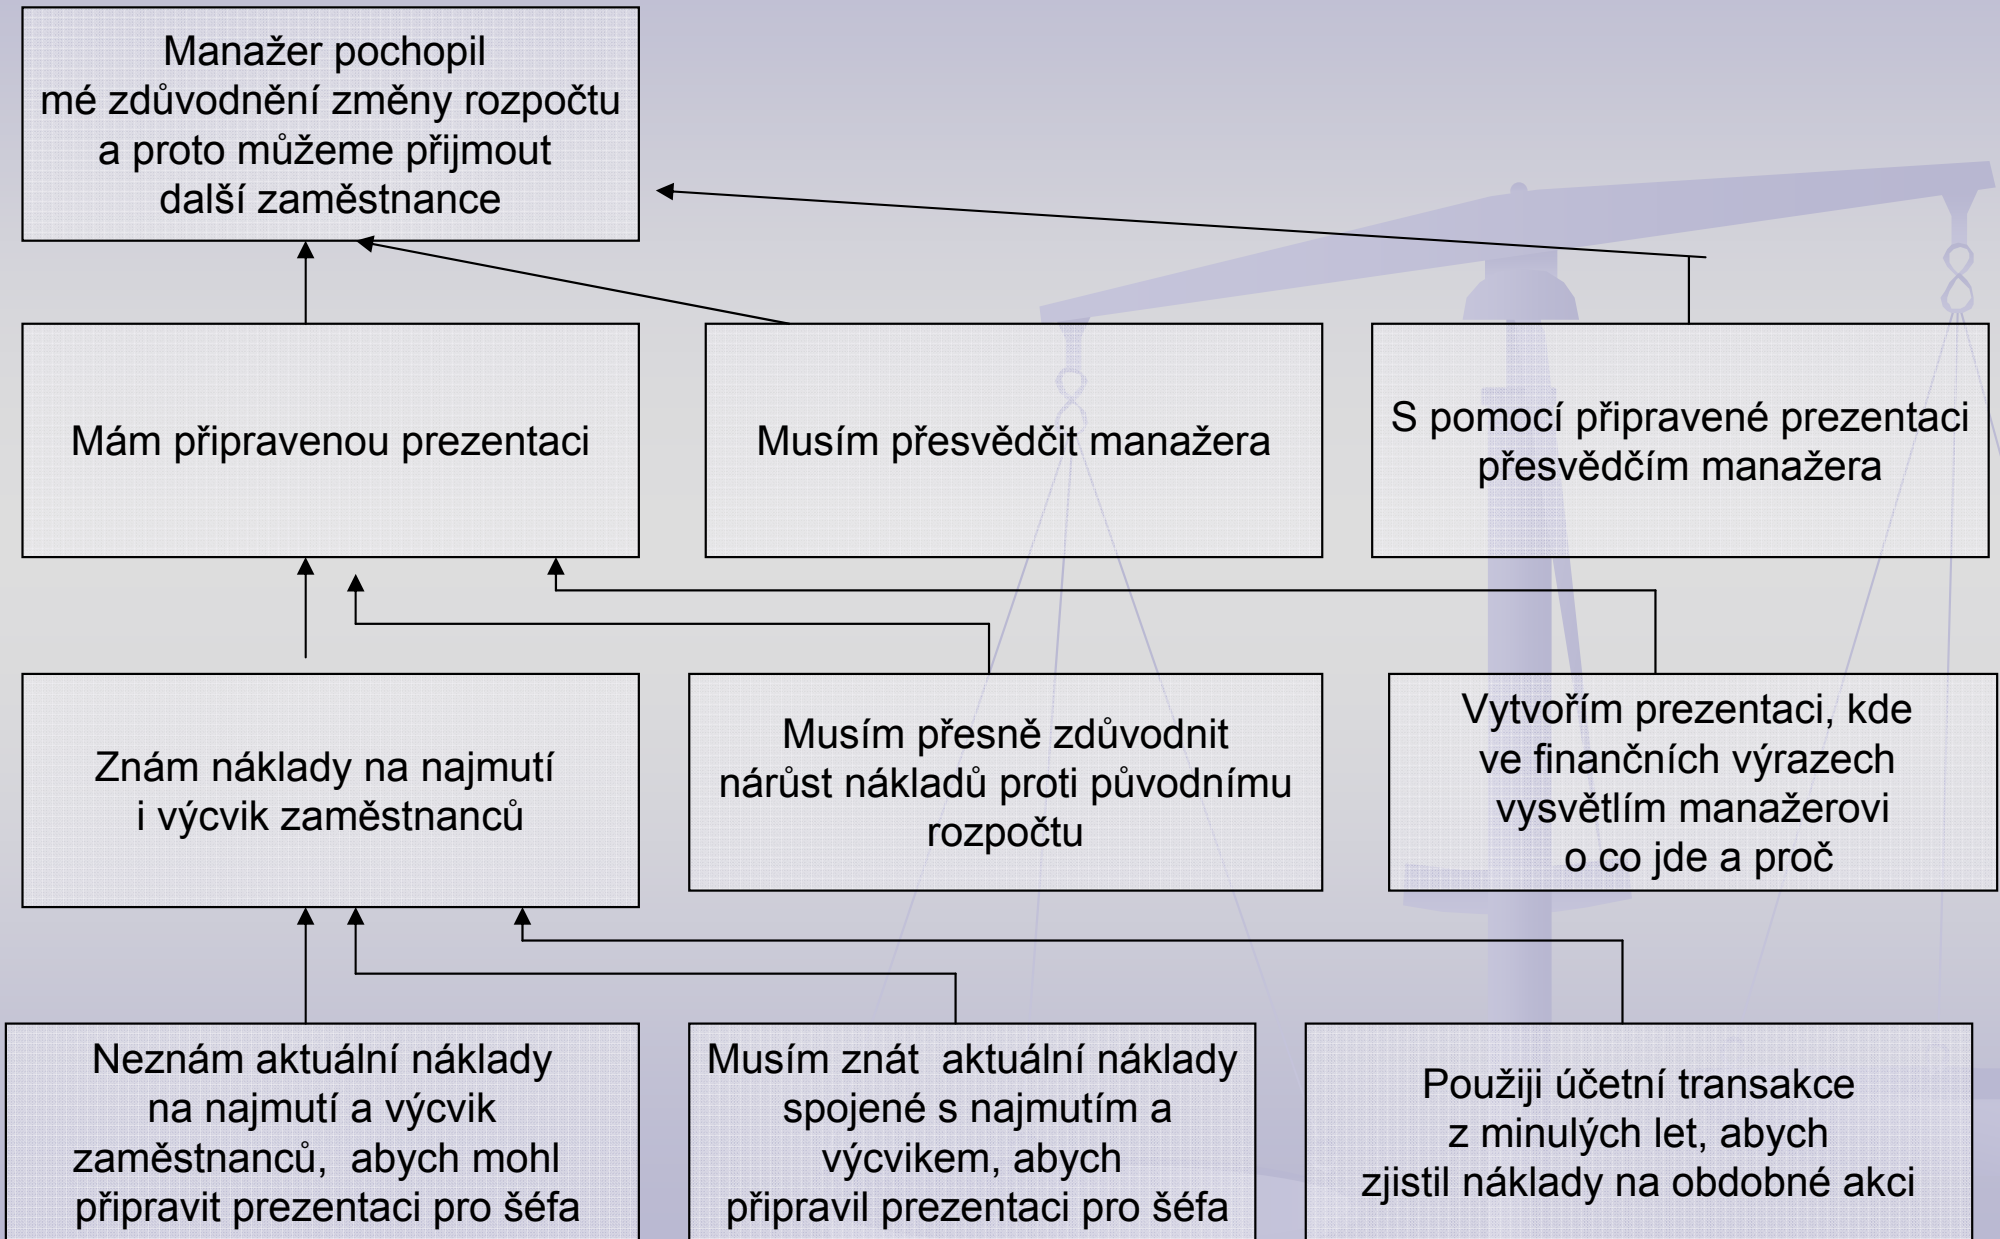 Manažer pochopil
mé zdůvodnění změny rozpočtu
a proto můžeme přijmout
další zaměstnance
Mám připravenou prezentaci
Musím přesvědčit manažera
S pomocí připravené prezentaci
přesvědčím manažera
Znám náklady na najmutí
i výcvik zaměstnanců
Musím přesně zdůvodnit
nárůst nákladů proti původnímu
rozpočtu
Vytvořím prezentaci, kde
ve finančních výrazech
vysvětlím manažerovi
o co jde a proč
Neznám aktuální náklady
na najmutí a výcvik
zaměstnanců,  abych mohl
připravit prezentaci pro šéfa
Musím znát  aktuální náklady
spojené s najmutím a
výcvikem, abych
připravil prezentaci pro šéfa
Použiji účetní transakce
z minulých let, abych
zjistil náklady na obdobné akci